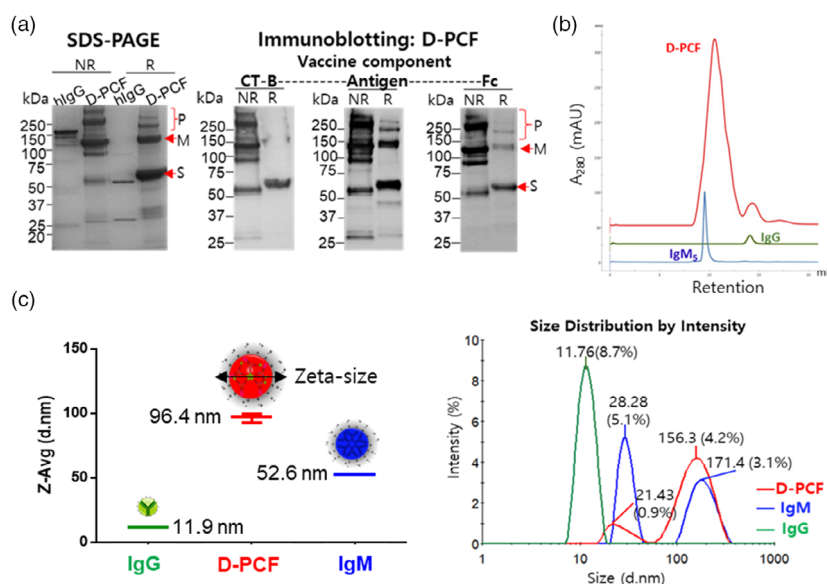 (a)
SDS-PAGE
NR R
hIgG D-PCF hIgG D-PCF
kDa
250
150
100
75
50
37
25
20
P
M
S
Immunoblotting: D-PCF
Vaccine component
CT-B Antigen Fc
NR R NR R NR R
kDa
250
150
100
75
50
37
25
kDa
250
150
100
75
50
37
25
kDa
250
150
100
75
50
37
25
P
M
S
(b)
A280 (mAU)
D-PCF
IgG
IgM5
Retention
(c)
Z-Avg (d.nm)
150
100
50
0
Zeta-size
96.4 nm
52.6 nm
11.9 nm
IgG D-PCF IgM
Size Distribution by Intensity
Intensity (%)
10
8
6
4
2
0
11.76(8.7%)
28.28
(5.1%)
156.3 (4.2%)
171.4 (3.1%)
21.43
(0.9%)
D-PCF
IgM
IgG
1 10 100 1000
Size (d.nm)